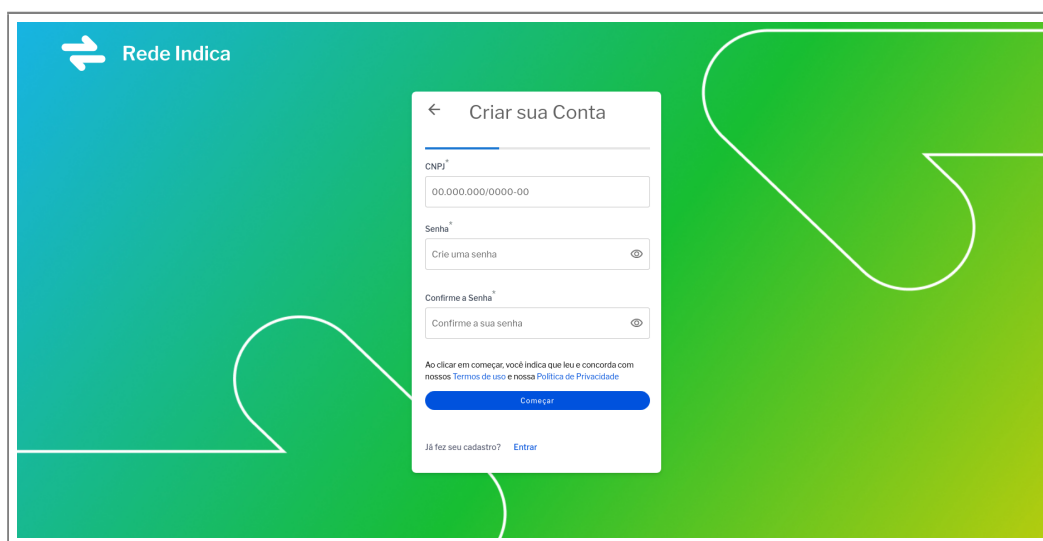 Rede Indica
Criar sua Conta
CNPJ*
00.000.000/0000-00
Senha*
Crie uma senha
Confirme a Senha*
Confirme a sua senha
Ao clicar em começar, você indica que leu e concorda com
nossos Termos de uso e nossa Política de Privacidade
Começar
Já fez seu cadastro? Entrar